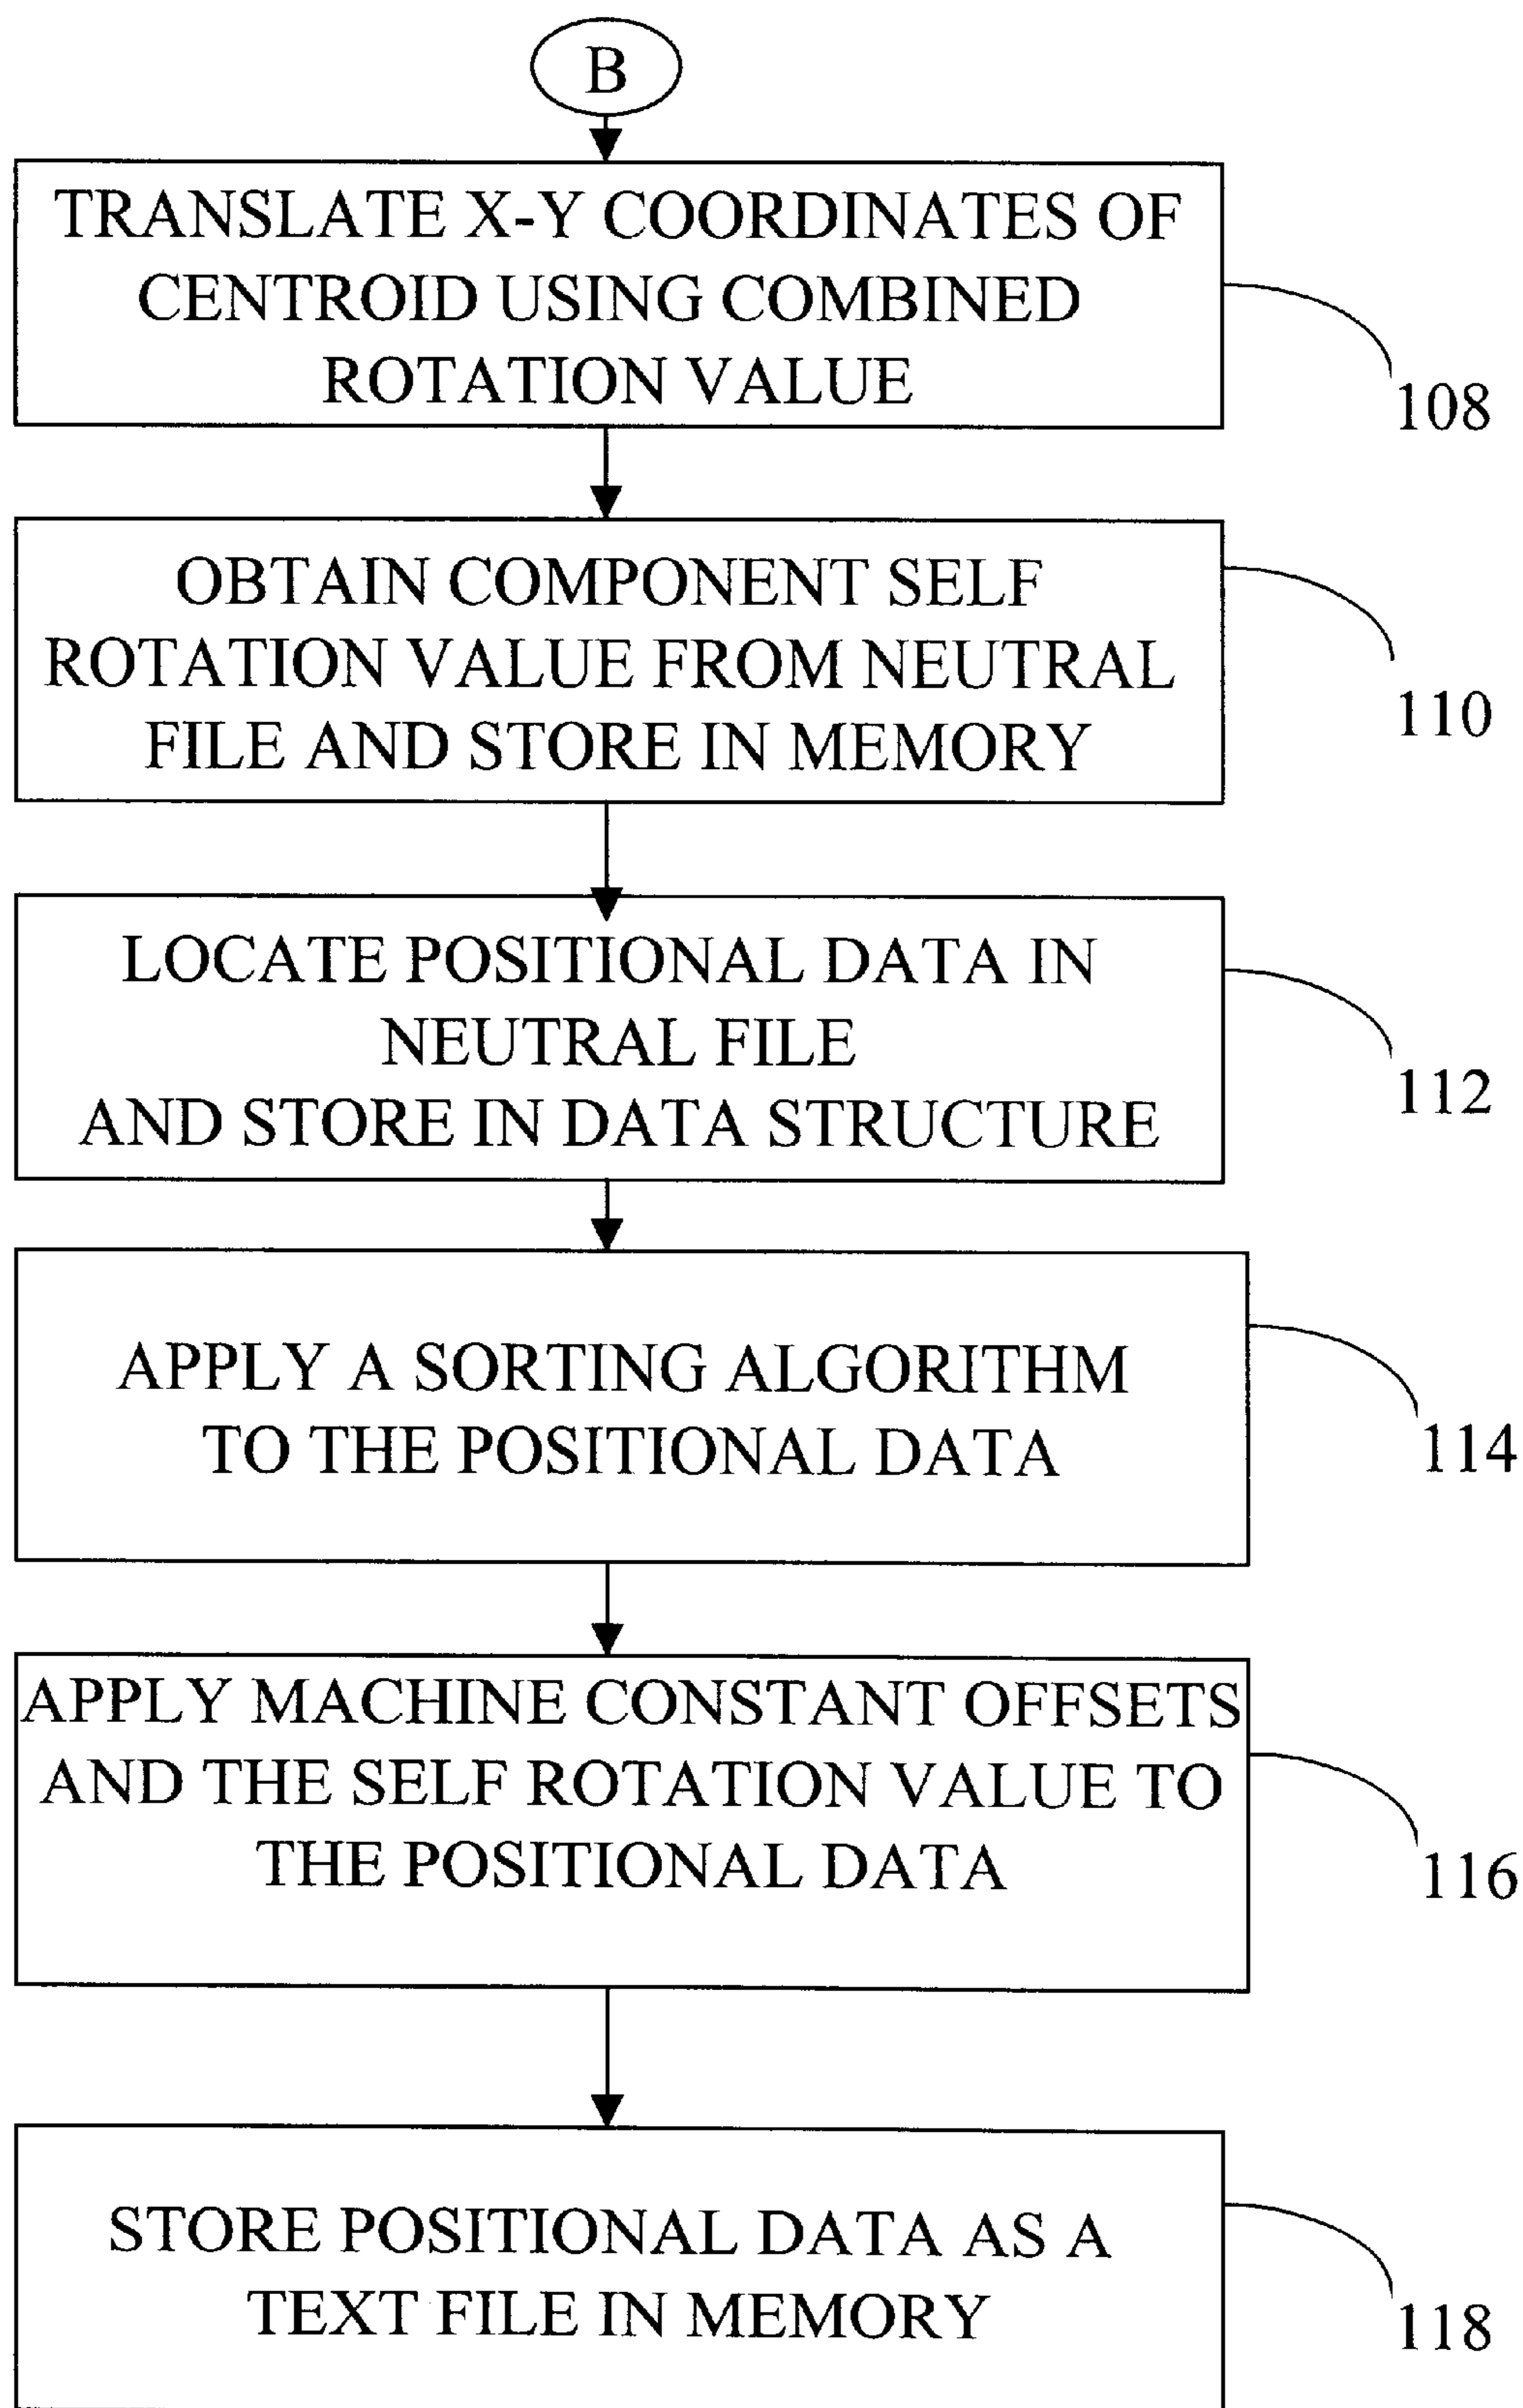 B
TRANSLATE X-Y COORDINATES OF
CENTROID USING COMBINED
ROTATION VALUE
108
OBTAIN COMPONENT SELF
ROTATION VALUE FROM NEUTRAL
FILE AND STORE IN MEMORY
110
LOCATE POSITIONAL DATA IN
NEUTRAL FILE
AND STORE IN DATA STRUCTURE
112
APPLY A SORTING ALGORITHM
TO THE POSITIONAL DATA
114
APPLY MACHINE CONSTANT OFFSETS
AND THE SELF ROTATION VALUE TO
THE POSITIONAL DATA
116
STORE POSITIONAL DATA AS A
TEXT FILE IN MEMORY
118